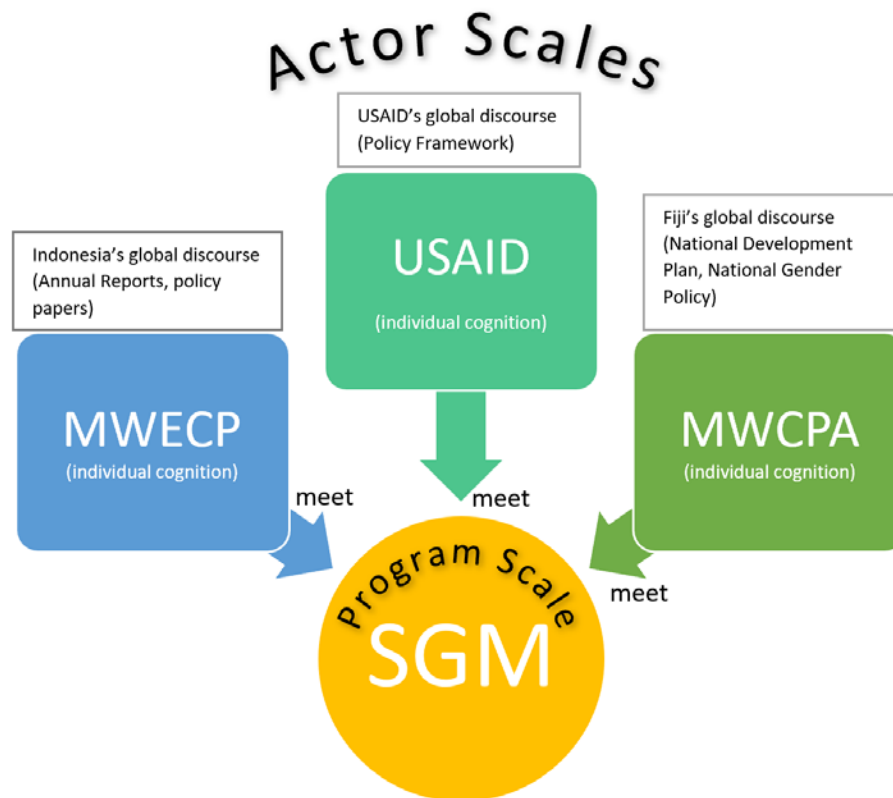 Actor Scales
USAID's global discourse
(Policy Framework)
USAID
(individual cognition)
Indonesia's global discourse
(Annual Reports, policy
papers)
MWECP
(individual cognition)
Fiji's global discourse
(National Development
Plan, National Gender
Policy)
MWCPA
(individual cognition)
meet
meet
meet
Program Scale
SGM